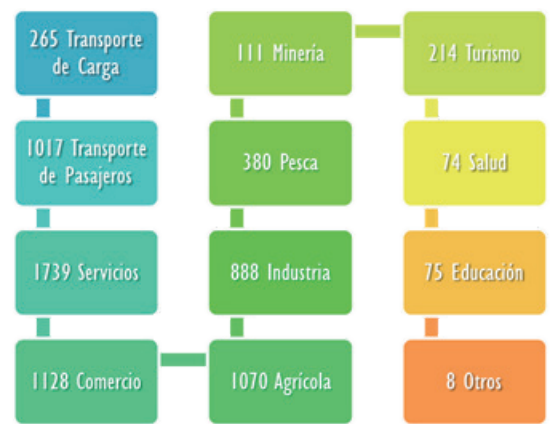 265 Transporte
de Carga
1017 Transporte
de Pasajeros
1739 Servicios
1128 Comercio
1070 Agrícola
888 Industria
380 Pesca
111 Minería
214 Turismo
74 Salud
75 Educación
8 Otros